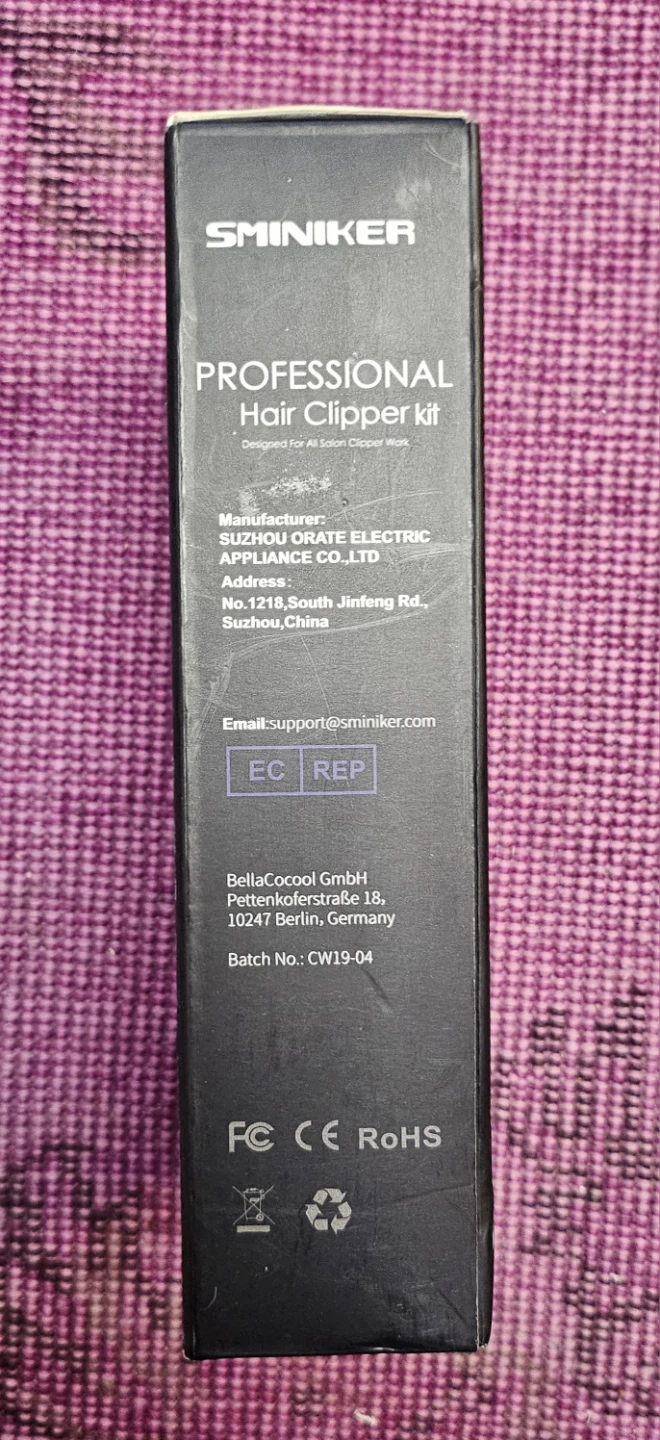 SMINIKER
PROFESSIONAL
Hair Clipper kit
Designed For All Salon Clipper Work
Manufacturer:
SUZHOU ORATE ELECTRIC
APPLIANCE CO.,LTD
Address:
No.1218,South Jinfeng Rd.,
Suzhou,China
Email:support@sminiker.com
EC REP
BellaCocool GmbH
Pettenkoferstraße 18,
10247 Berlin, Germany
Batch No.: CW19-04
FC CE RoHS